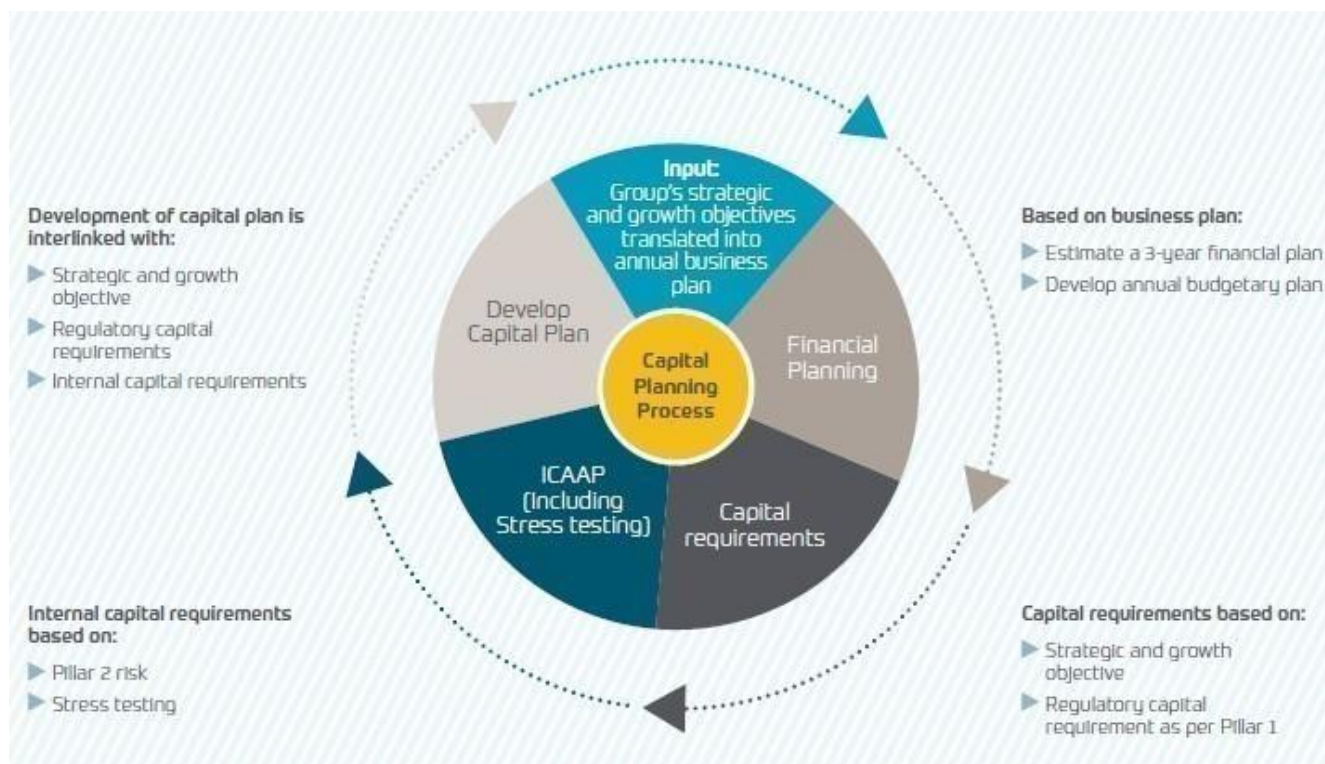 Input:
Group's strategic
and growth objectives
translated into
annual business
plan
Financial
Planning
Capital
requirements
ICAAP
(Including
Stress testing)
Develop
Capital Plan
Capital
Planning
Process
Based on business plan:
Estimate a 3-year financial plan
Develop annual budgetary plan
Capital requirements based on:
Strategic and growth
objective
Regulatory capital
requirement as per Pillar 1
Internal capital requirements
based on:
Pillar 2 risk
Stress testing
Development of capital plan is
interlinked with:
Strategic and growth
objective
Regulatory capital
requirements
Internal capital requirements